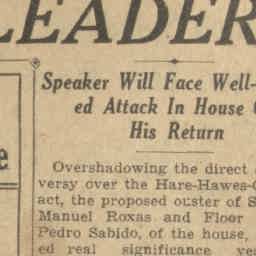 LEADER
Speaker Will Face Well-
ed Attack In House
His Return
e
Overshadowing the direct
versy over the Hare-Hawes-
act, the proposed ouster of S
Manuel Roxas and Floor
Pedro Sabido, of the house,
ed real significance